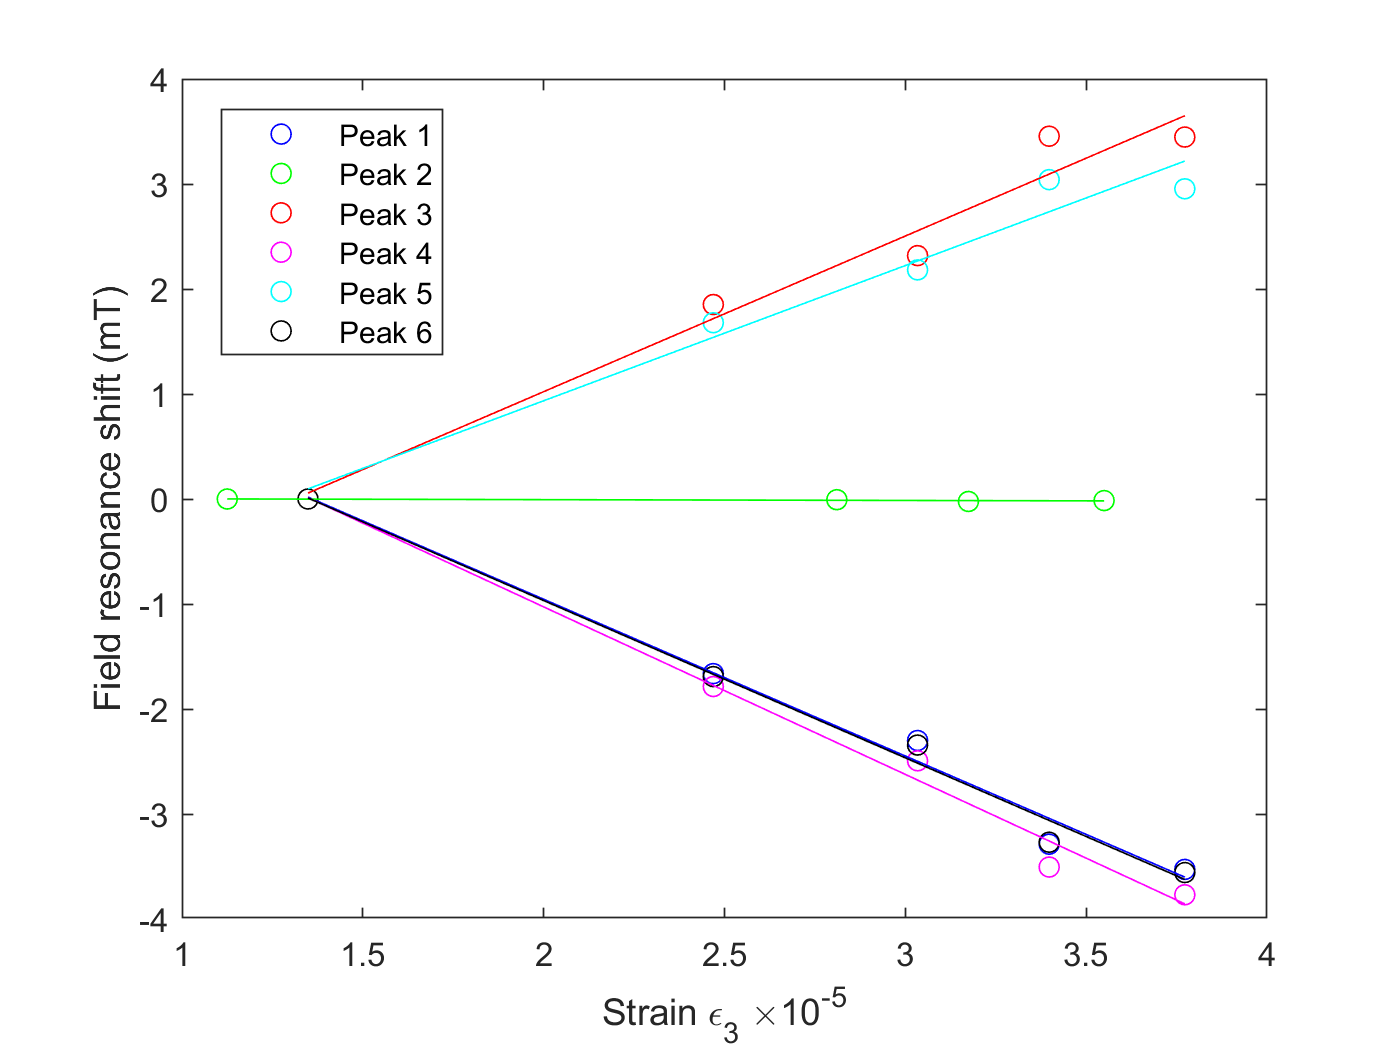 4
3
2
1
0
-1
-2
-3
-4
Field resonance shift (mT)
Peak 1
Peak 2
Peak 3
Peak 4
Peak 5
Peak 6
1 1.5 2 2.5 3 3.5 4
Strain ϵ₃ ×10⁻⁵